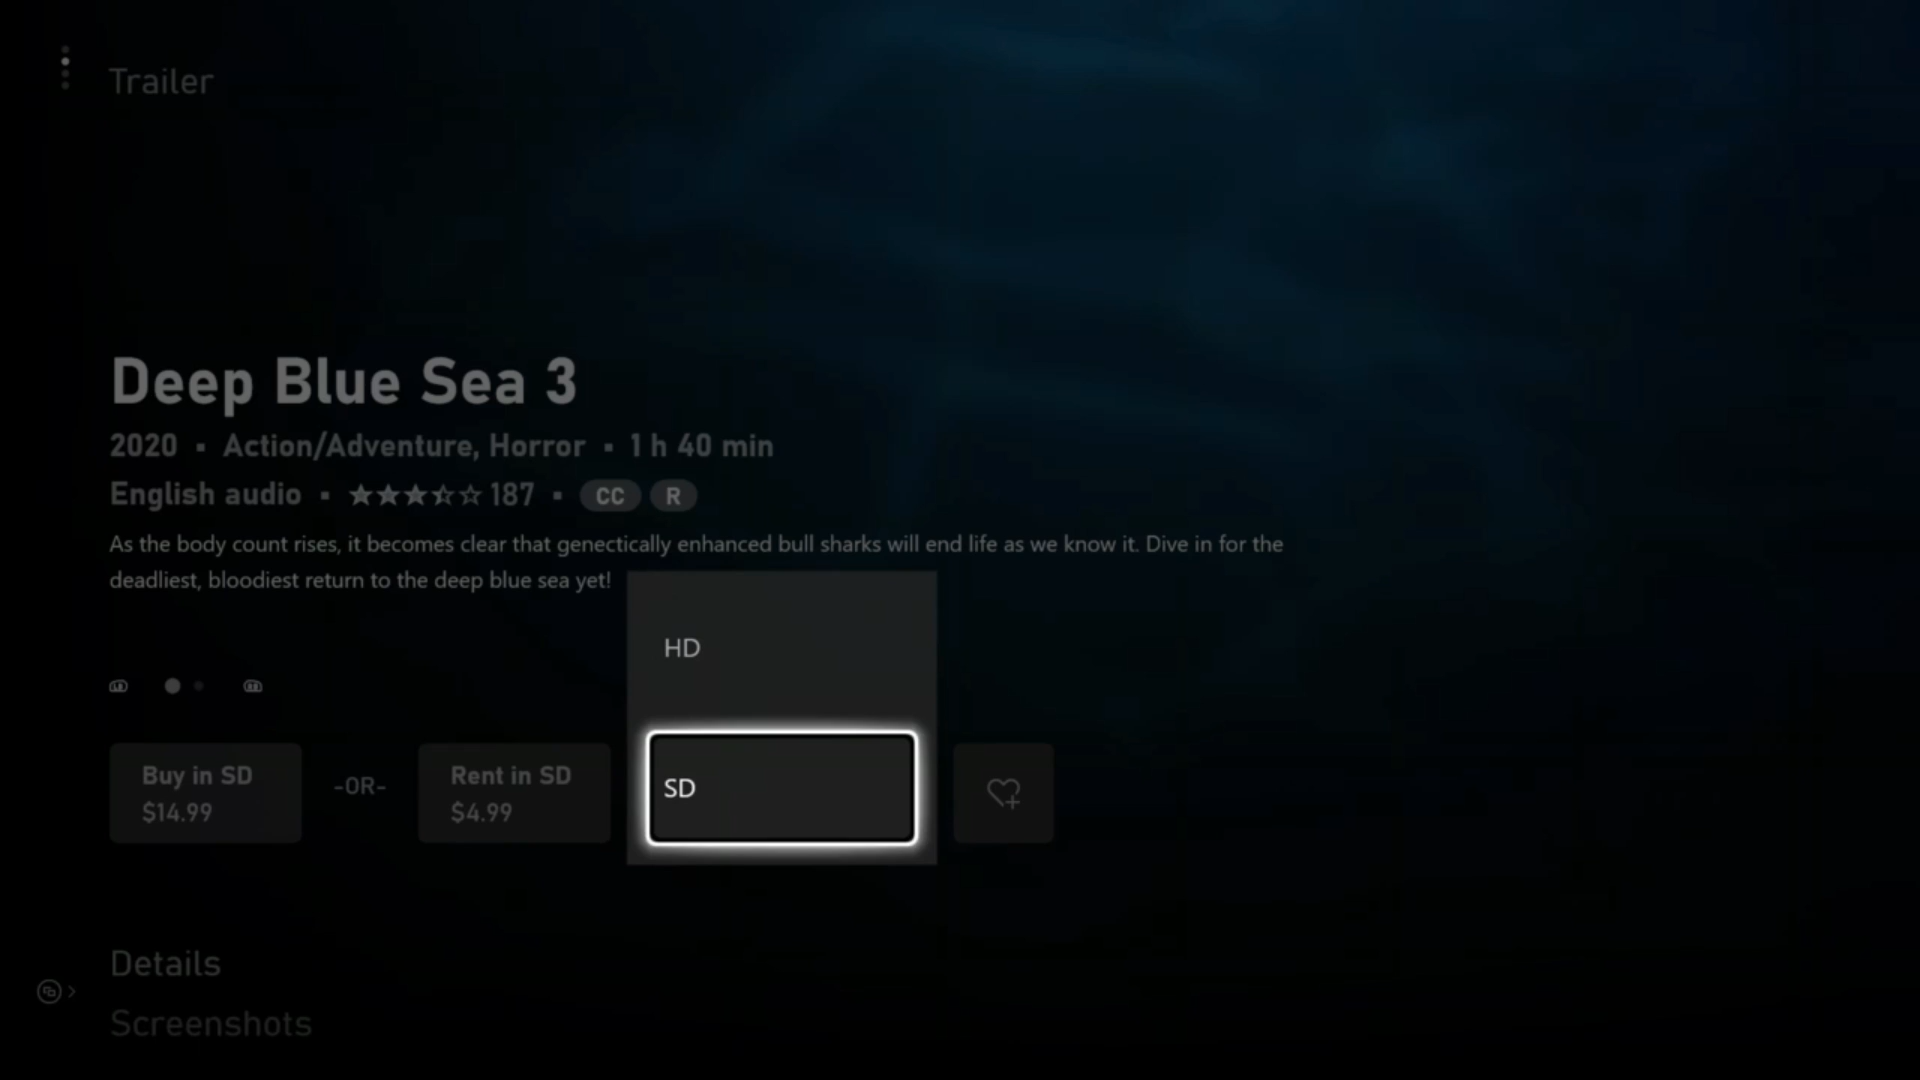 Trailer
Deep Blue Sea 3
2020 ▪ Action/Adventure, Horror ▪ 1 h 40 min
English audio ▪ 187 ▪ CC R
As the body count rises, it becomes clear that genectically enhanced bull sharks will end life as we know it. Dive in for the
deadliest, bloodiest return to the deep blue sea yet!
HD
Buy in SD
$14.99
-OR-
Rent in SD
$4.99
SD
Details
Screenshots